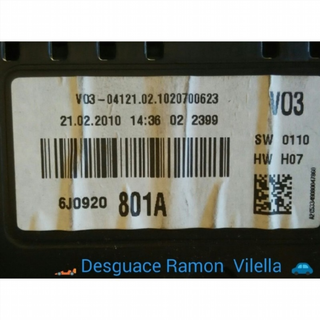 V03-04121.02.1020700623
V03
21.02.2010 14:36 02 2399
SW 0110
HW H07
6J0920 801A
Desguace Ramon Vilella